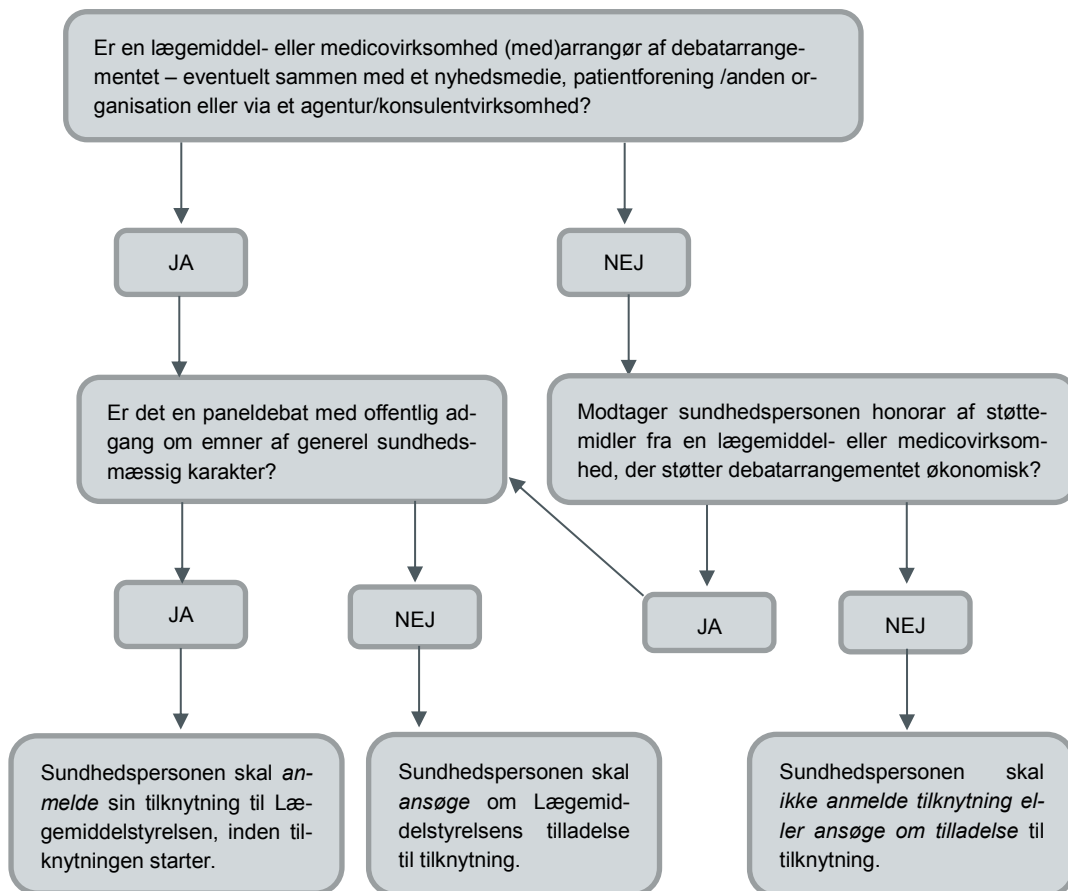 Er en lægemiddel- eller medicovirksomhed (med)arrangør af debatarrange-
mentet – eventuelt sammen med et nyhedsmedie, patientforening /anden or-
ganisation eller via et agentur/konsulentvirksomhed?
JA
NEJ
Er det en paneldebat med offentlig ad-
gang om emner af generel sundheds-
mæssig karakter?
Modtager sundhedspersonen honorar af støtte-
midler fra en lægemiddel- eller medicovirksom-
hed, der støtter debatarrangementet økonomisk?
JA
NEJ
JA
NEJ
Sundhedspersonen skal an-
melde sin tilknytning til Læ-
gemiddelstyrelsen, inden til-
knytningen starter.
Sundhedspersonen skal
ansøge om Lægemid-
delstyrelsens tilladelse
til tilknytning.
Sundhedspersonen skal
ikke anmelde tilknytning el-
ler ansøge om tilladelse til
tilknytning.